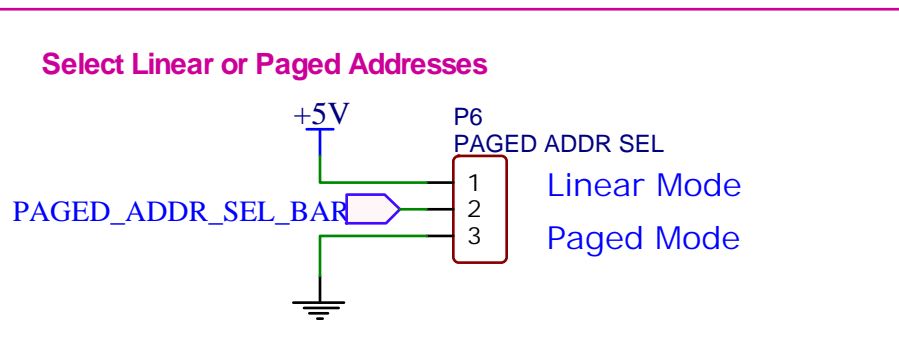 Select Linear or Paged Addresses
+5V
P6
PAGED ADDR SEL
1
Linear Mode
PAGED_ADDR_SEL_BAR
2
3
Paged Mode